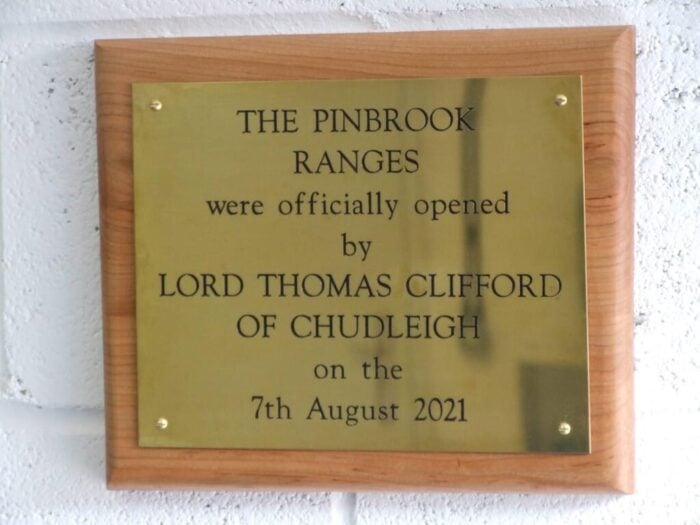 THE PINBROOK
RANGES
were officially opened
by
LORD THOMAS CLIFFORD
OF CHUDLEIGH
on the
7th August 2021